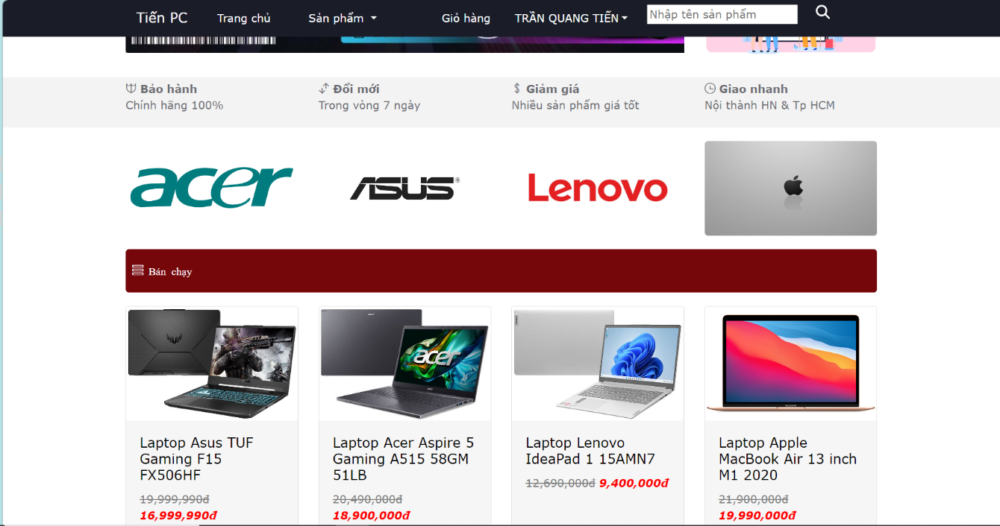 Tiến PC Trang chủ Sản phẩm Giỏ hàng TRẦN QUANG TIẾN Nhập tên sản phẩm
Bảo hành
Chính hãng 100%
Đổi mới
Trong vòng 7 ngày
Giảm giá
Nhiều sản phẩm giá tốt
Giao nhanh
Nội thành HN & Tp HCM
acer
ASUS®
Lenovo
Bán chạy
acer
Laptop Asus TUF
Gaming F15
FX506HF
19,999,990đ
16,999,990đ
Laptop Acer Aspire 5
Gaming A515 58GM
51LB
20,490,000đ
18,900,000đ
Laptop Lenovo
IdeaPad 1 15AMN7
12,690,000đ 9,400,000đ
Laptop Apple
MacBook Air 13 inch
M1 2020
21,900,000đ
19,990,000đ